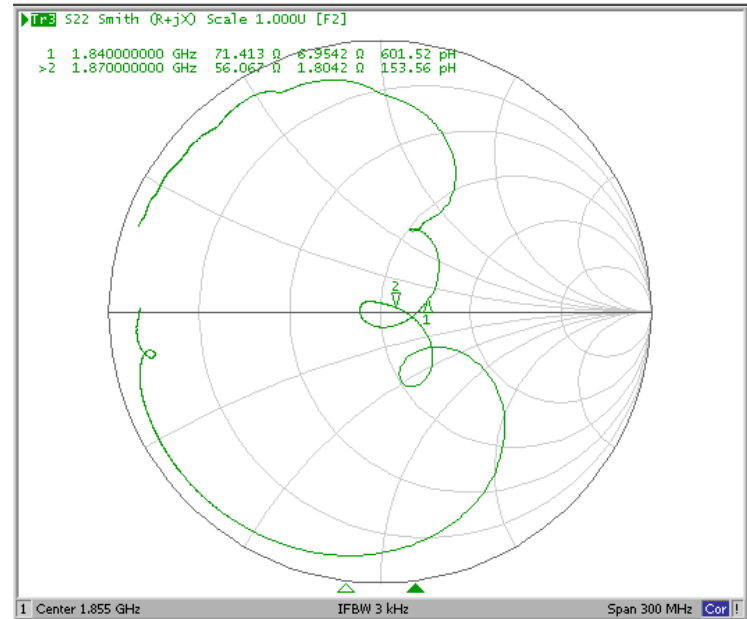 Tr3 S22 Smith (R+jX) Scale 1.000U [F2]
1 1.840000000 GHz 71.413 Ω 6.9542 Ω 601.52 pH
>2 1.870000000 GHz 56.067 Ω 1.8042 Ω 153.56 pH
2
1
1 Center 1.855 GHz IFBW 3 kHz Span 300 MHz Cor !